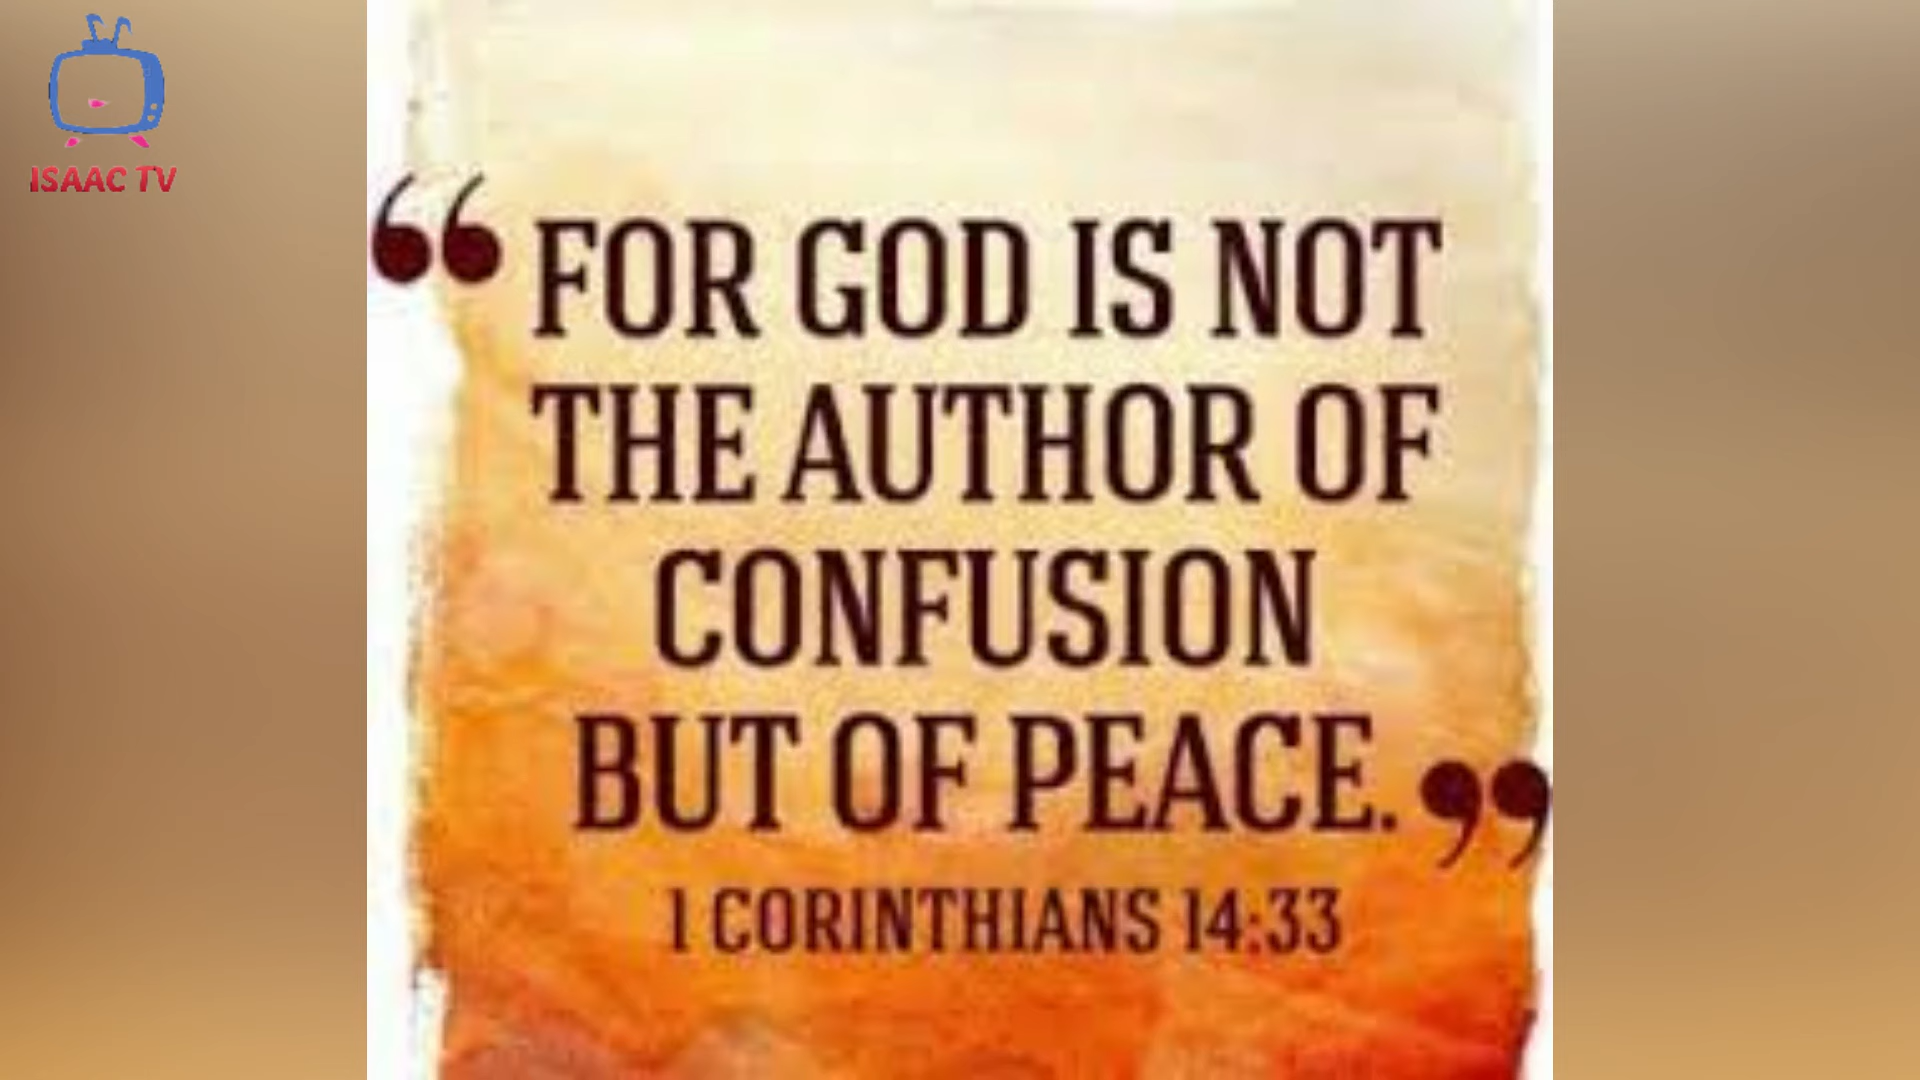 ISAAC TV
“ FOR GOD IS NOT
THE AUTHOR OF
CONFUSION
BUT OF PEACE. ”
1 CORINTHIANS 14:33